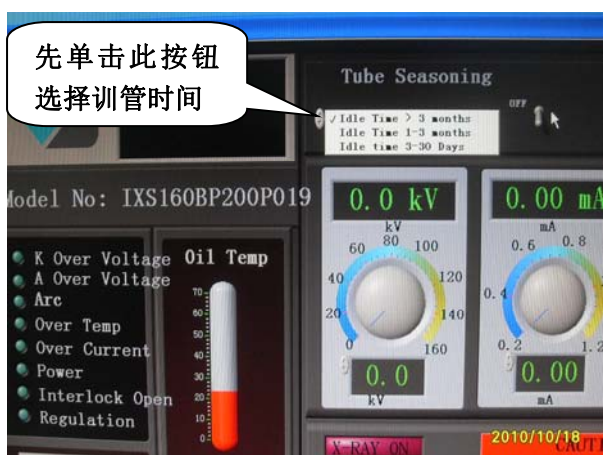 先单击此按钮
选择训管时间
Tube Seasoning
OFF
✓Idle Time > 3 months
Idle Time 1-3 months
Idle time 3-30 Days
Model No: IXS160BP200P019
0.0 kV
0.00 mA
kV
mA
60 80 100
0.6 0.8
K Over Voltage
A Over Voltage
Arc
Over Temp
Over Current
Power
Interlock Open
Regulation
Oil Temp
70
60
50
40
30
20
10
0
40 120
20 140
0 160
0.4
0.2 1.2
0.0
kV
0.00
mA
X-RAY ON
2010/10/18